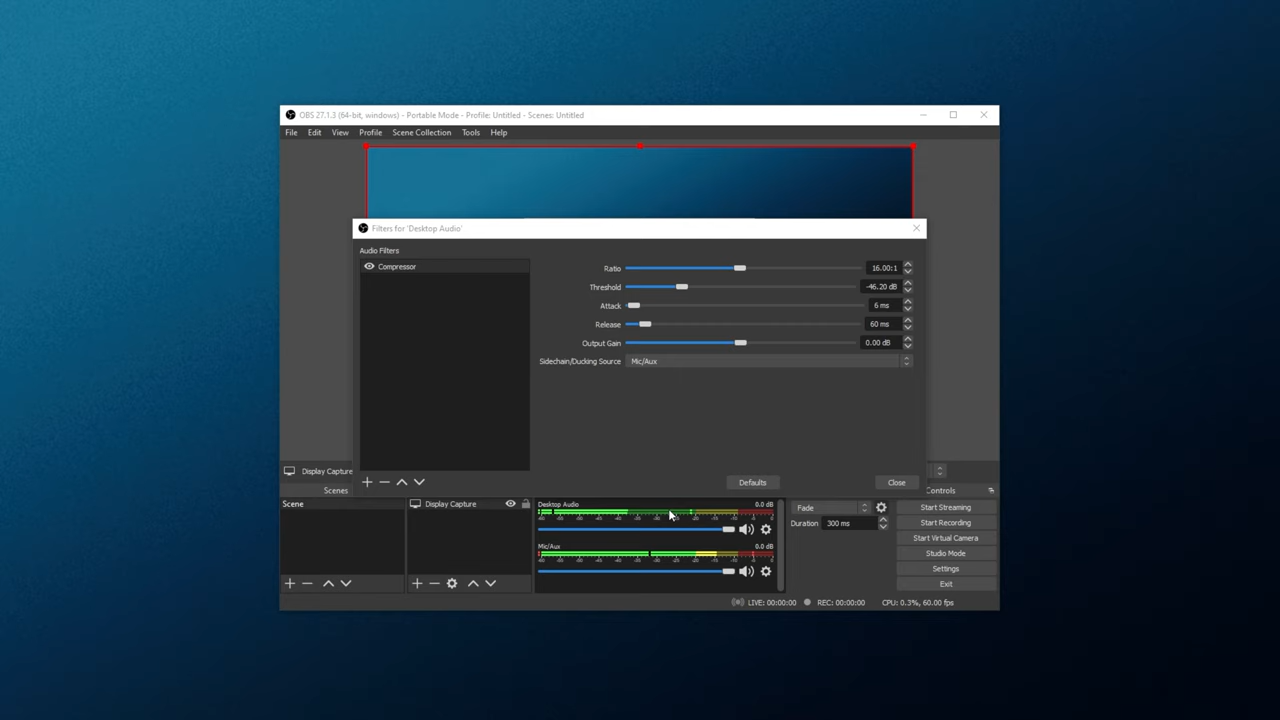 OBS 27.1.3 (64-bit, windows) - Portable Mode - Profile: Untitled - Scenes: Untitled
File Edit View Profile Scene Collection Tools Help
Filters for 'Desktop Audio'
Audio Filters
Compressor
Ratio 16.00:1
Threshold -46.20 dB
Attack 6 ms
Release 60 ms
Output Gain 0.00 dB
Sidechain/Ducking Source Mic/Aux
Defaults Close
Display Capture
Scenes
Controls
Scene
Display Capture
Desktop Audio 0.0 dB
Mic/Aux 0.0 dB
Fade
Duration 300 ms
Start Streaming
Start Recording
Start Virtual Camera
Studio Mode
Settings
Exit
LIVE: 00:00:00 REC: 00:00:00 CPU: 0.3%, 60.00 fps